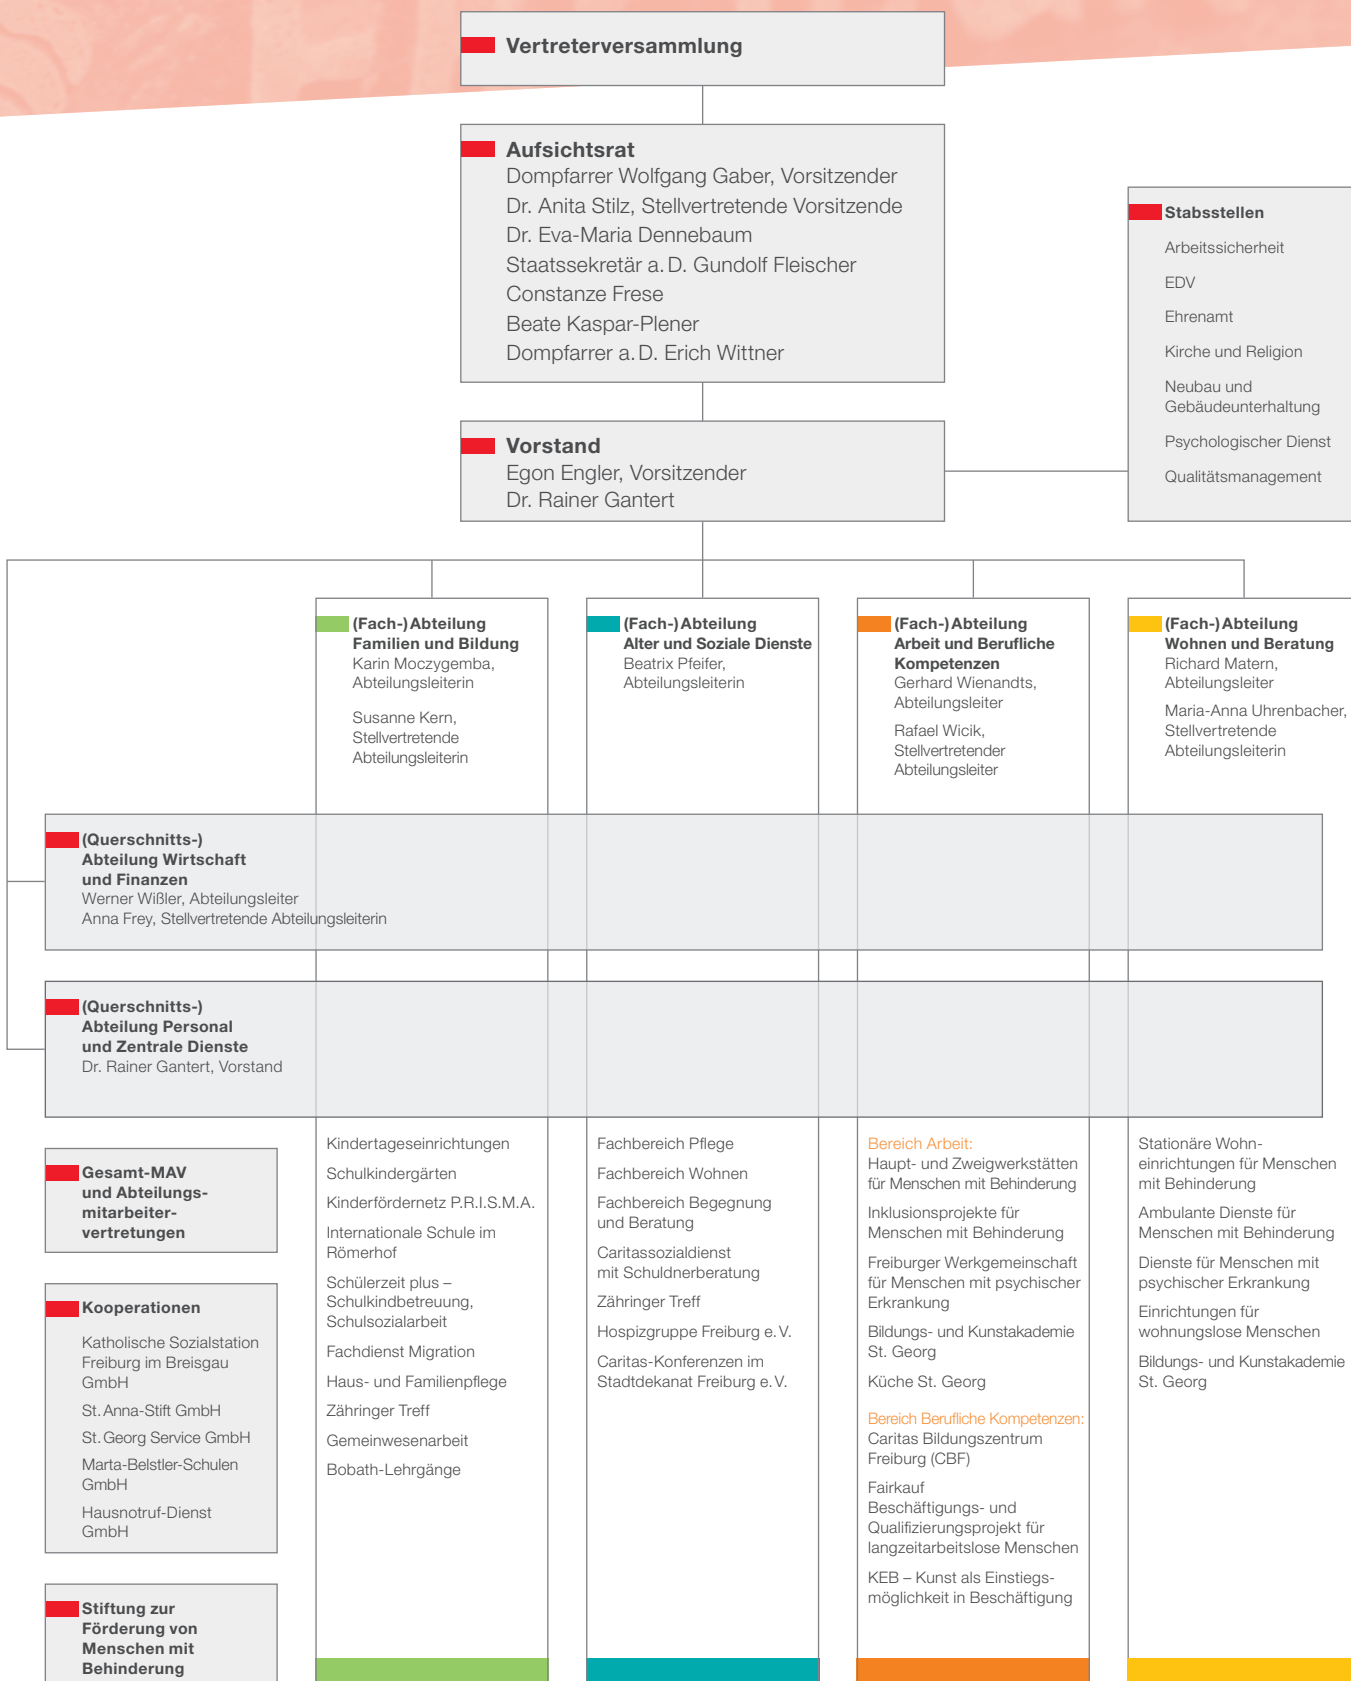 Vertreterversammlung
Aufsichtsrat
Dompfarrer Wolfgang Gaber, Vorsitzender
Dr. Anita Stilz, Stellvertretende Vorsitzende
Dr. Eva-Maria Dennebaum
Staatssekretär a. D. Gundolf Fleischer
Constanze Frese
Beate Kaspar-Plener
Dompfarrer a. D. Erich Wittner
Stabsstellen
Arbeitssicherheit
EDV
Ehrenamt
Kirche und Religion
Neubau und
Gebäudeunterhaltung
Psychologischer Dienst
Qualitätsmanagement
Vorstand
Egon Engler, Vorsitzender
Dr. Rainer Gantert
(Fach-) Abteilung
Familien und Bildung
Karin Moczygemba,
Abteilungsleiterin
Susanne Kern,
Stellvertretende
Abteilungsleiterin
(Fach-) Abteilung
Alter und Soziale Dienste
Beatrix Pfeifer,
Abteilungsleiterin
(Fach-) Abteilung
Arbeit und Berufliche
Kompetenzen
Gerhard Wienandts,
Abteilungsleiter
Rafael Wicik,
Stellvertretender
Abteilungsleiter
(Fach-) Abteilung
Wohnen und Beratung
Richard Matern,
Abteilungsleiter
Maria-Anna Uhrenbacher,
Stellvertretende
Abteilungsleiterin
(Querschnitts-)
Abteilung Wirtschaft
und Finanzen
Werner Wißler, Abteilungsleiter
Anna Frey, Stellvertretende Abteilungsleiterin
(Querschnitts-)
Abteilung Personal
und Zentrale Dienste
Dr. Rainer Gantert, Vorstand
Gesamt-MAV
und Abteilungs-
mitarbeiter-
vertretungen
Kooperationen
Katholische Sozialstation
Freiburg im Breisgau
GmbH
St. Anna-Stift GmbH
St. Georg Service GmbH
Marta-Belstler-Schulen
GmbH
Hausnotruf-Dienst
GmbH
Stiftung zur
Förderung von
Menschen mit
Behinderung
Kindertageseinrichtungen
Schulkindergärten
Kinderfördernetz P.R.I.S.M.A.
Internationale Schule im
Römerhof
Schülerzeit plus –
Schulkindbetreuung,
Schulsozialarbeit
Fachdienst Migration
Haus- und Familienpflege
Zähringer Treff
Gemeinwesenarbeit
Bobath-Lehrgänge
Fachbereich Pflege
Fachbereich Wohnen
Fachbereich Begegnung
und Beratung
Caritassozialdienst
mit Schuldnerberatung
Zähringer Treff
Hospizgruppe Freiburg e. V.
Caritas-Konferenzen im
Stadtdekanat Freiburg e. V.
Bereich Arbeit:
Haupt- und Zweigwerkstätten
für Menschen mit Behinderung
Inklusionsprojekte für
Menschen mit Behinderung
Freiburger Werkgemeinschaft
für Menschen mit psychischer
Erkrankung
Bildungs- und Kunstakademie
St. Georg
Küche St. Georg
Bereich Berufliche Kompetenzen:
Caritas Bildungszentrum
Freiburg (CBF)
Fairkauf
Beschäftigungs- und
Qualifizierungsprojekt für
langzeitarbeitslose Menschen
KEB – Kunst als Einstiegs-
möglichkeit in Beschäftigung
Stationäre Wohn-
einrichtungen für Menschen
mit Behinderung
Ambulante Dienste für
Menschen mit Behinderung
Dienste für Menschen mit
psychischer Erkrankung
Einrichtungen für
wohnungslose Menschen
Bildungs- und Kunstakademie
St. Georg